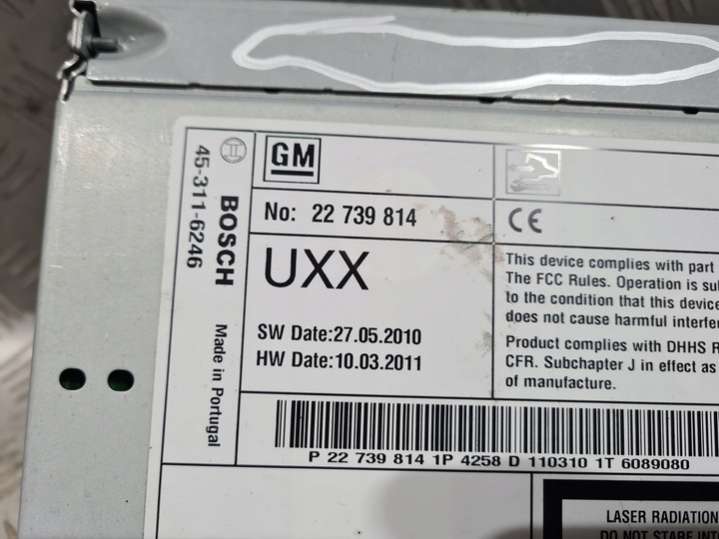 BOSCH
45-311-6246
Made in Portugal
GM
No: 22 739 814
UXX
SW Date:27.05.2010
HW Date:10.03.2011
CE
This device complies with part
The FCC Rules. Operation is
to the condition that this device
does not cause harmful
Product complies with DHHS
CFR. Subchapter J in effect as
of manufacture.
P 22 739 814 1P 4258 D 110310 1T 6089080
LASER RADIATION
DO NOT STARE